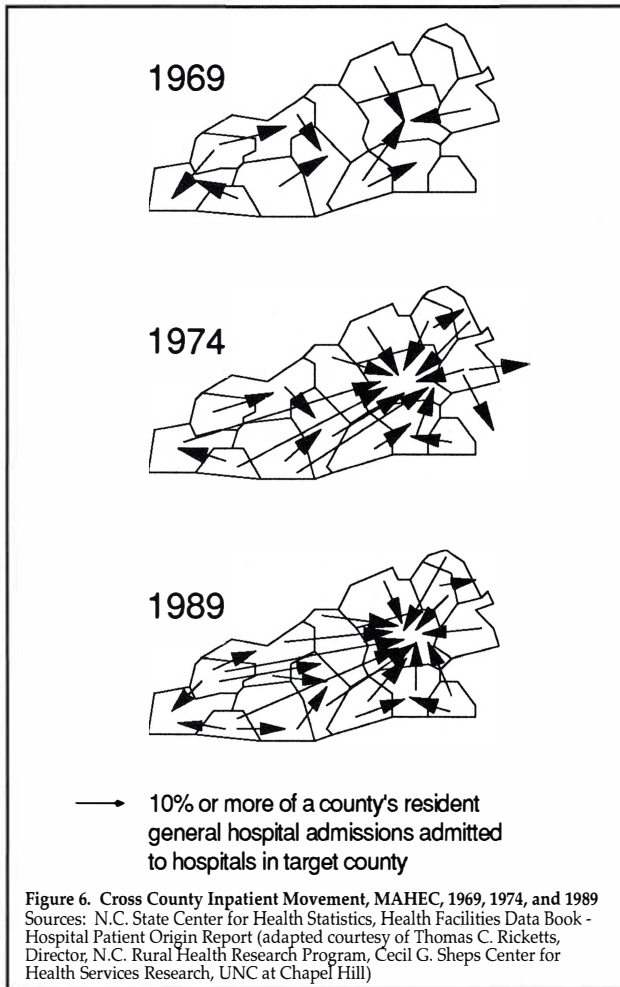 1969
1974
1989
10% or more of a county's resident
general hospital admissions admitted
to hospitals in target county
Figure 6. Cross County Inpatient Movement, MAHEC, 1969, 1974, and 1989
Sources: N.C. State Center for Health Statistics, Health Facilities Data Book -
Hospital Patient Origin Report (adapted courtesy of Thomas C. Ricketts,
Director, N.C. Rural Health Research Program, Cecil G. Sheps Center for
Health Services Research, UNC at Chapel Hill)